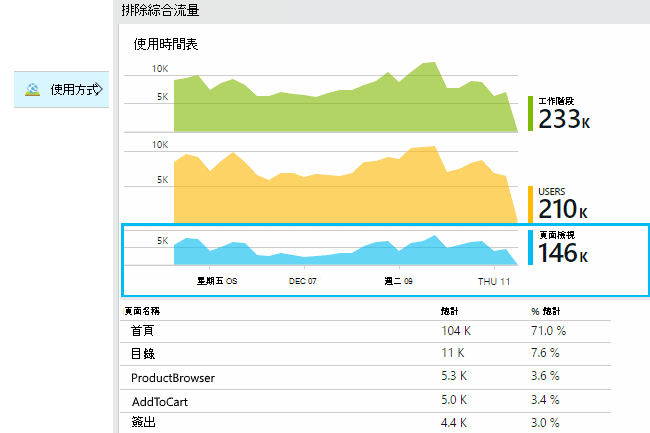 排除綜合流量
使用時間表
使用方式
10K
5K
工作階段
233K
10K
5K
USERS
210K
5K
頁面檢視
146K
星期五 OS DEC 07 週二 09 THU 11
頁面名稱 總計 % 總計
首頁 104 K 71.0 %
目錄 11 K 7.6 %
ProductBrowser 5.3 K 3.6 %
AddToCart 5.0 K 3.4 %
簽出 4.4 K 3.0 %